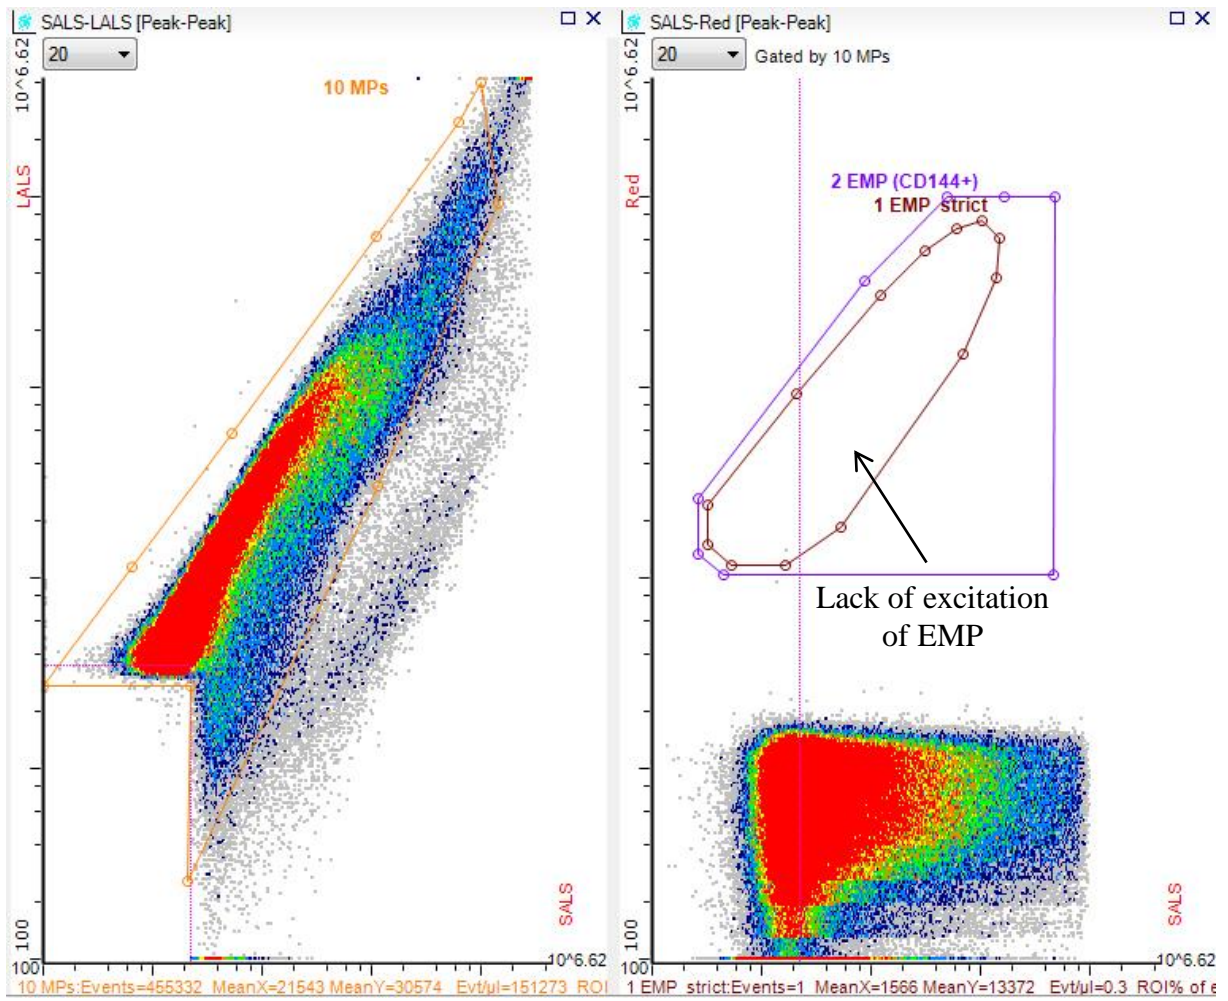 SALS-LALS [Peak-Peak]
20
10^6.62
LALS
10 MPs
100
SALS
100
10^6.62
10 MPs:Events=455332 MeanX=21543 MeanY=30574 Evt/µl=151273 ROI
SALS-Red [Peak-Peak]
20
Gated by 10 MPs
10^6.62
Red
2 EMP (CD144+)
1 EMP strict
Lack of excitation
of EMP
100
SALS
100
10^6.62
1 EMP strict:Events=1 MeanX=1566 MeanY=13372 Evt/µl=0.3 ROI% of e